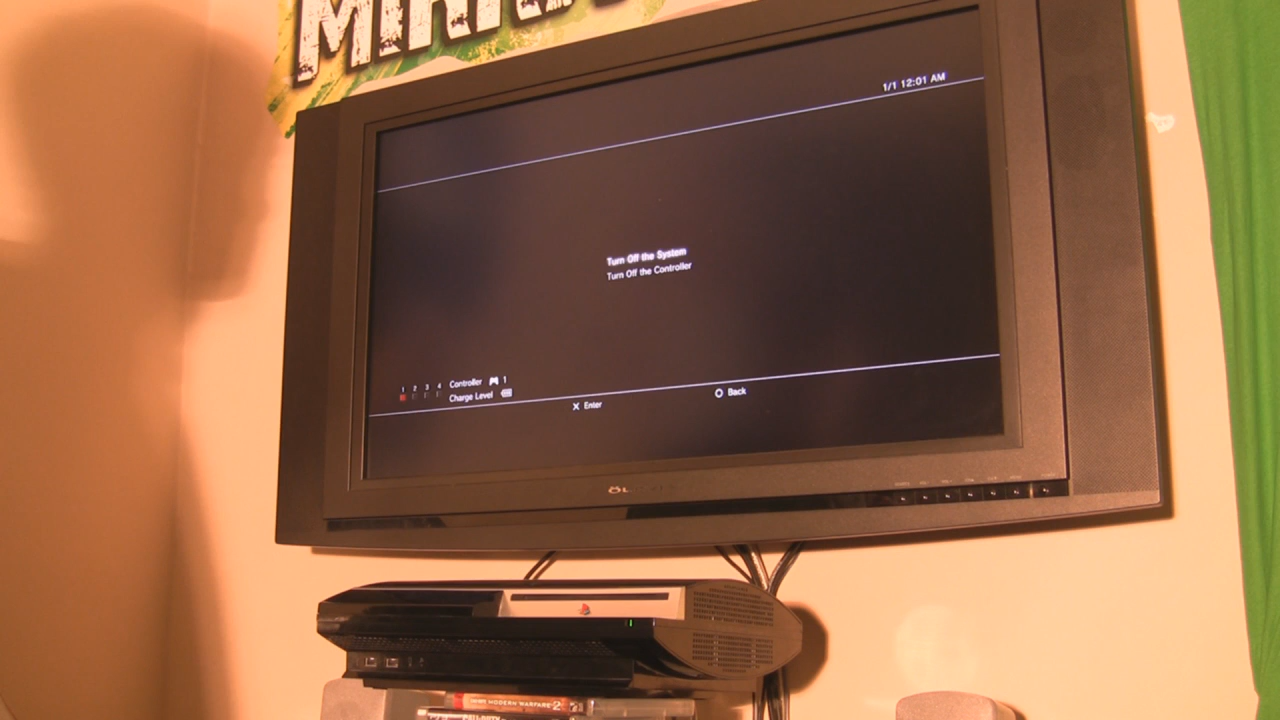 1/1 12:01 AM
Turn Off the System
Turn Off the Controller
1 2 3 4 Controller 1
Charge Level
X Enter
O Back
MODERN WARFARE 2